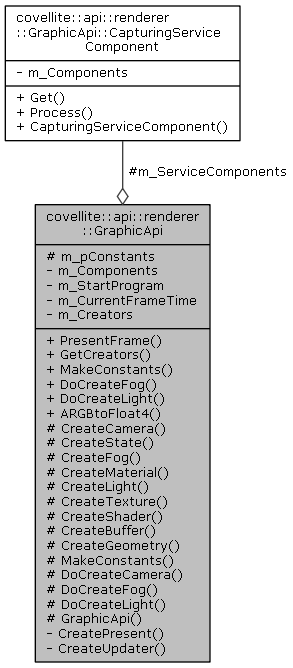 covellite::api::renderer
::GraphicApi::CapturingService
Component
- m_Components
+ Get()
+ Process()
+ CapturingServiceComponent()
#m_ServiceComponents
covellite::api::renderer
::GraphicApi
# m_pConstants
- m_Components
- m_StartProgram
- m_CurrentFrameTime
- m_Creators
+ PresentFrame()
+ GetCreators()
+ MakeConstants()
+ DoCreateFog()
+ DoCreateLight()
+ ARGBtoFloat4()
# CreateCamera()
# CreateState()
# CreateFog()
# CreateMaterial()
# CreateLight()
# CreateTexture()
# CreateShader()
# CreateBuffer()
# CreateGeometry()
# MakeConstants()
# DoCreateCamera()
# DoCreateFog()
# DoCreateLight()
# GraphicApi()
- CreatePresent()
- CreateUpdater()